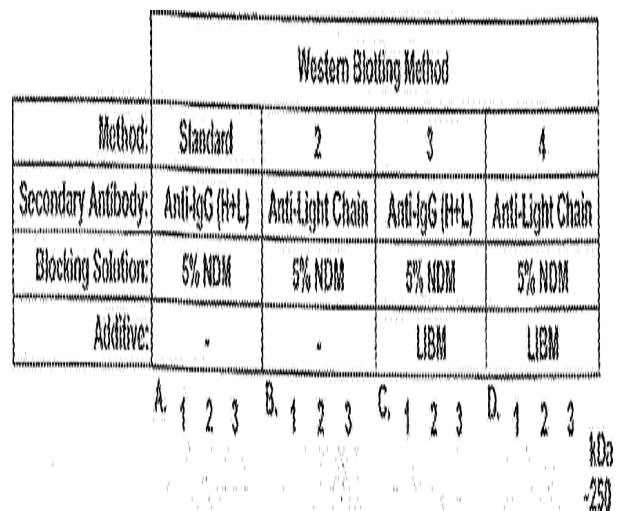 Western Blotting Method
Method: Standard 2 3 4
Secondary Antibody: Anti-IgG (H+L) Anti-Light Chain Anti-IgG (H+L) Anti-Light Chain
Blocking Solution: 5% NDM 5% NDM 5% NDM 5% NDM
Additive: - - LIBM LIBM
A. 1 2 3 B. 1 2 3 C. 1 2 3 D. 1 2 3
kDa
~250